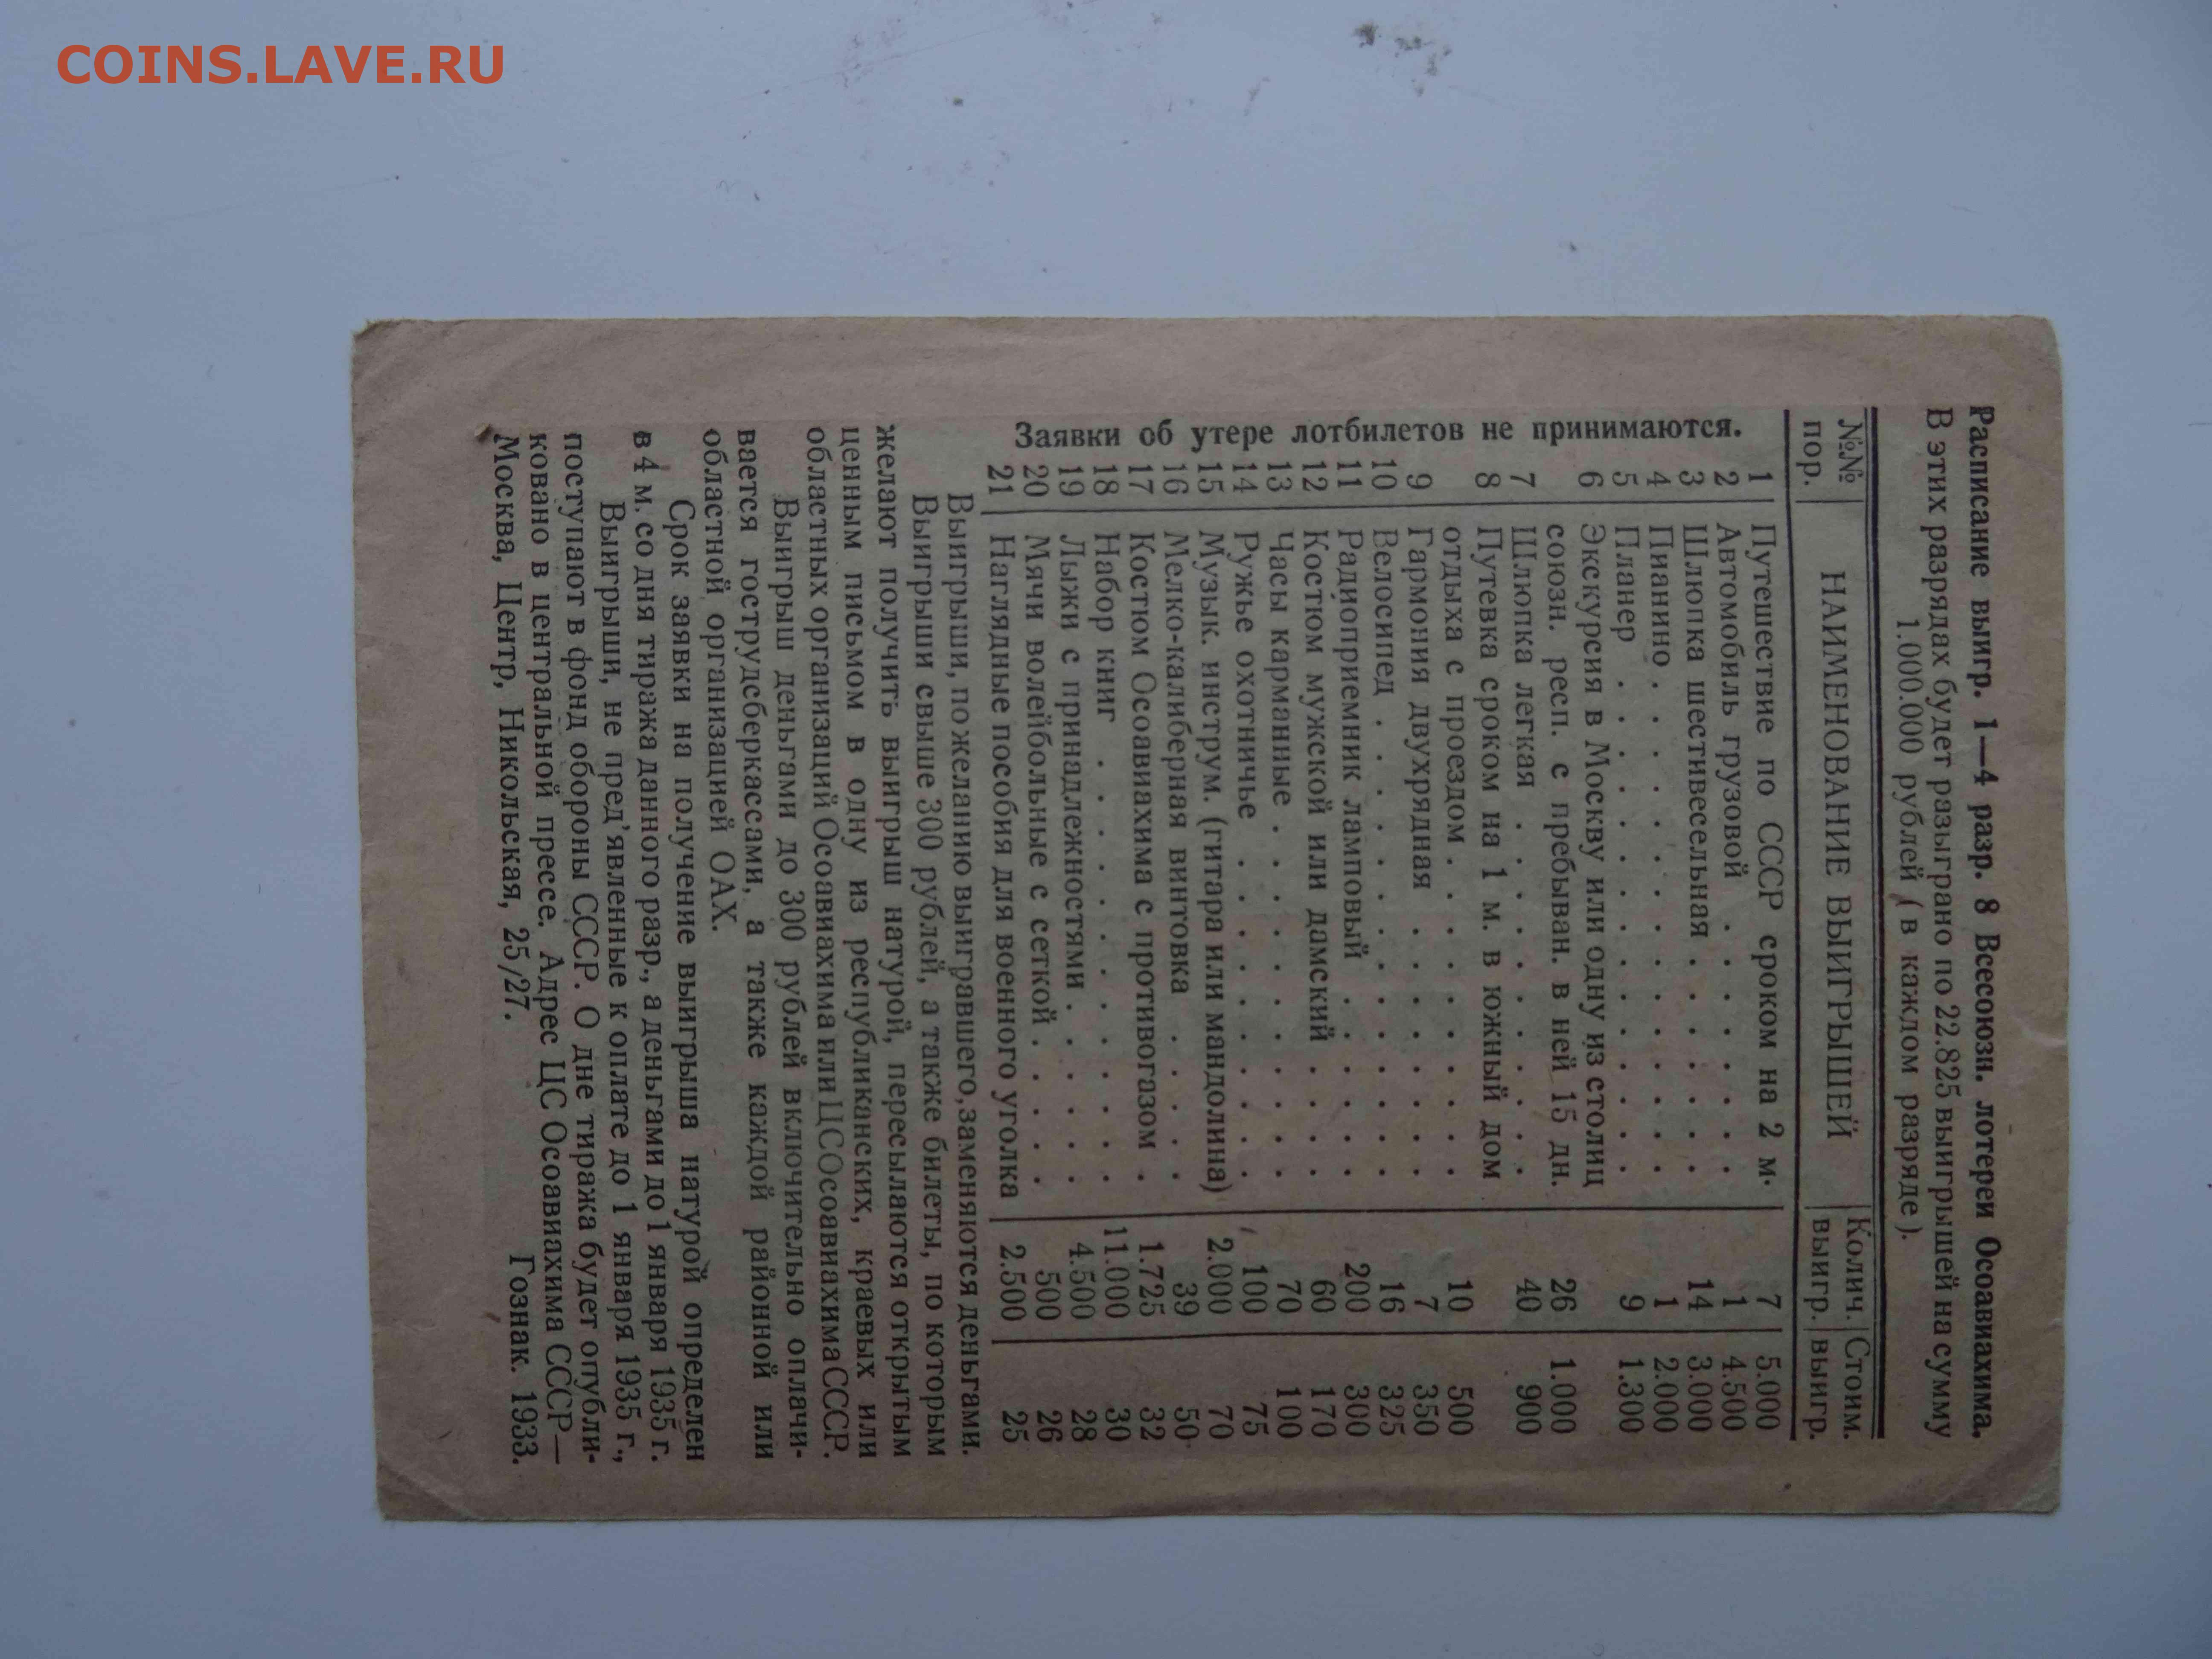 COINS.LAVE.RU
Расписание выигр. 1—4 разр. 8 Всесоюзн. лотереи Осоавиахима.
В этих разрядах будет разыграно по 22.825 выигрышей на сумму
1.000.000 рублей (в каждом разряде).
№№ пор. НАИМЕНОВАНИЕ ВЫИГРЫШЕЙ Колич. выигр. Стоим. выигр.
1 Путешествие по СССР сроком на 2 м. 7 5.000
2 Автомобиль грузовой . . . . . 1 4.500
3 Шлюпка шестивесельная . . . . 14 3.000
4 Пианино . . . . . . . . . 1 2.000
5 Планер . . . . . . . . . . 9 1.300
6 Экскурсия в Москву или одну из столиц
союзн. респ. с пребыван. в ней 15 дн. 26 1.000
7 Шлюпка легкая . . . . . . . 40 900
8 Путевка сроком на 1 м. в южный дом
отдыха с проездом . . . . . . 10 500
9 Гармония двухрядная . . . . . 7 350
10 Велосипед . . . . . . . . . 16 325
11 Радиоприемник ламповый . . . . 200 300
12 Костюм мужской или дамский . . . 60 170
13 Часы карманные . . . . . . . 70 100
14 Ружье охотничье . . . . . . . 100 75
15 Музык. инструм. (гитара или мандолина) 2.000 70
16 Мелко-калиберная винтовка . . . . 39 50
17 Костюм Осоавиахима с противогазом . 1.725 32
18 Набор книг . . . . . . . . 11.000 30
19 Лыжи с принадлежностями . . . . 4.500 28
20 Мячи волейбольные с сеткой . . . . 500 26
21 Наглядные пособия для военного уголка 2.500 25
Заявки об утере лотбилетов не принимаются.
Выигрыши, по желанию выигравшего, заменяются деньгами.
Выигрыши свыше 300 рублей, а также билеты, по которым
желают получить выигрыш натурой, пересылаются открытым
ценным письмом в одну из республиканских, краевых или
областных организаций Осоавиахима или ЦС Осоавиахима СССР.
Выигрыш деньгами до 300 рублей включительно оплачи-
вается гострудсберкассами, а также каждой районной или
областной организацией ОАХ.
Срок заявки на получение выигрыша натурой определен
в 4 м. со дня тиража данного разр., а деньгами до 1 января 1935 г.
Выигрыши, не пред'явленные к оплате до 1 января 1935 г.,
поступают в фонд обороны СССР. О дне тиража будет опубли-
ковано в центральной прессе. Адрес ЦС Осоавиахима СССР—
Москва, Центр, Никольская, 25/27. Гознак. 1933.